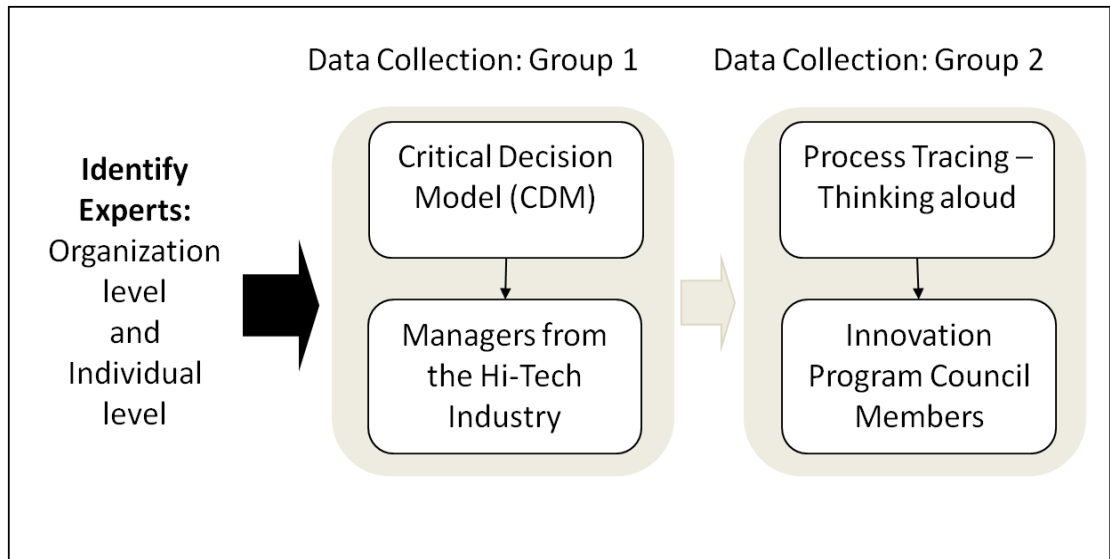 Data Collection: Group 1
Data Collection: Group 2
Identify
Experts:
Organization
level
and
Individual
level
Critical Decision
Model (CDM)
Managers from
the Hi-Tech
Industry
Process Tracing –
Thinking aloud
Innovation
Program Council
Members